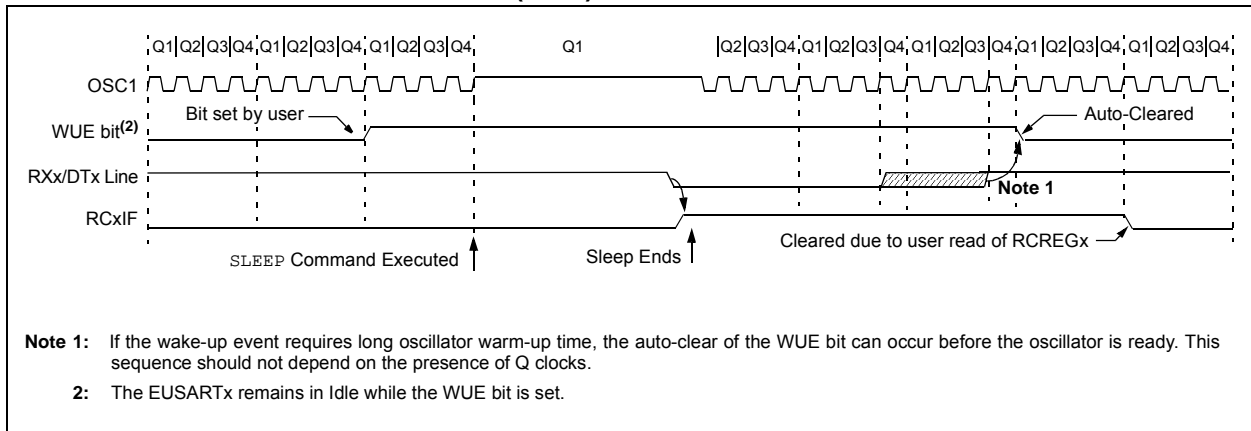 Q1 Q2 Q3 Q4 Q1 Q2 Q3 Q4 Q1 Q2 Q3 Q4 Q1 Q2 Q3 Q4 Q1 Q2 Q3 Q4 Q1 Q2 Q3 Q4 Q1 Q2 Q3 Q4 Q1 Q2 Q3 Q4
OSC1
Bit set by user
Auto-Cleared
WUE bit(2)
RXx/DTx Line
Note 1
RCxIF
Cleared due to user read of RCREGx
SLEEP Command Executed
Sleep Ends
Note 1: If the wake-up event requires long oscillator warm-up time, the auto-clear of the WUE bit can occur before the oscillator is ready. This
sequence should not depend on the presence of Q clocks.
2: The EUSARTx remains in Idle while the WUE bit is set.